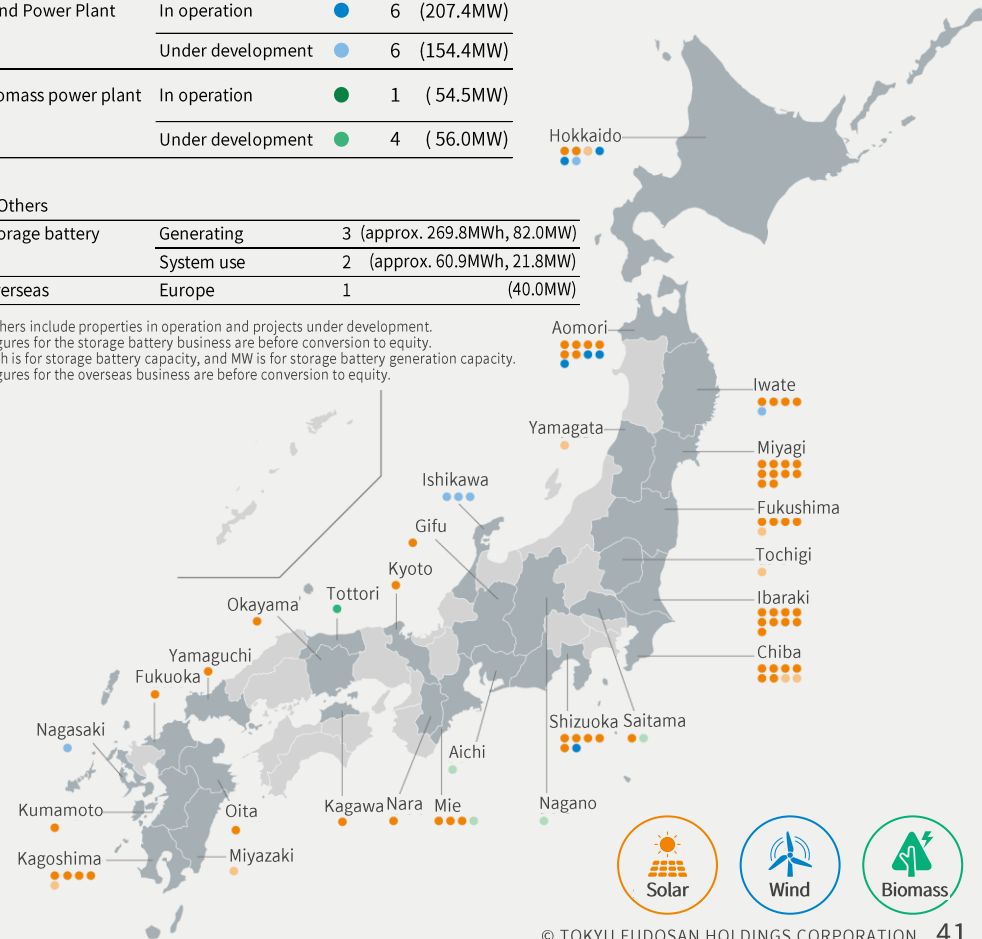 nd Power Plant In operation 6 (207.4MW)
Under development 6 (154.4MW)
omass power plant In operation 1 ( 54.5MW)
Under development 4 ( 56.0MW)
Others
orage battery Generating 3 (approx. 269.8MWh, 82.0MW)
System use 2 (approx. 60.9MWh, 21.8MW)
erseas Europe 1 (40.0MW)
hers include properties in operation and projects under development.
gures for the storage battery business are before conversion to equity.
h is for storage battery capacity, and MW is for storage battery generation capacity.
gures for the overseas business are before conversion to equity.
Hokkaido
Aomori
Iwate
Yamagata
Miyagi
Ishikawa
Fukushima
Gifu
Tochigi
Kyoto
Tottori
Ibaraki
Okayama
Yamaguchi
Chiba
Fukuoka
Nagasaki
Shizuoka Saitama
Aichi
Kumamoto
Oita
Kagawa Nara Mie
Nagano
Kagoshima
Miyazaki
Solar
Wind
Biomass
© TOKYU FUDOSAN HOLDINGS CORPORATION 41